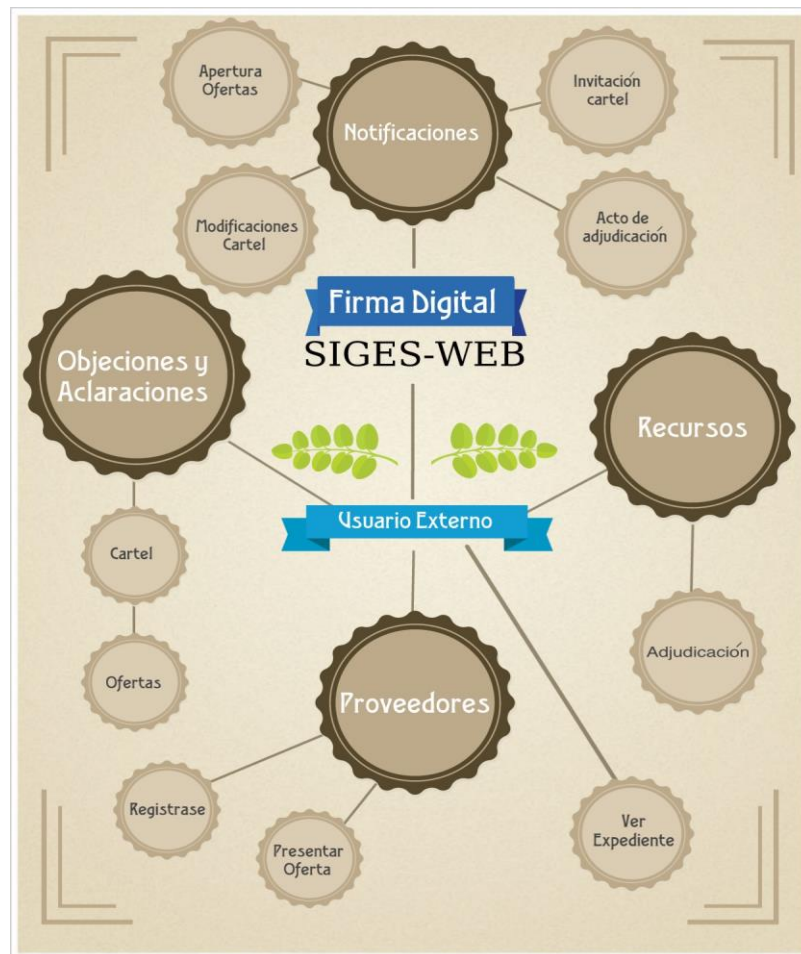 Apertura
Ofertas
Notificaciones
Invitación
cartel
Modificaciones
Cartel
Acto de
adjudicación
Firma Digital
SIGES-WEB
Objeciones y
Aclaraciones
Recursos
Usuario Externo
Cartel
Ofertas
Adjudicación
Proveedores
Registrase
Presentar
Oferta
Ver
Expediente